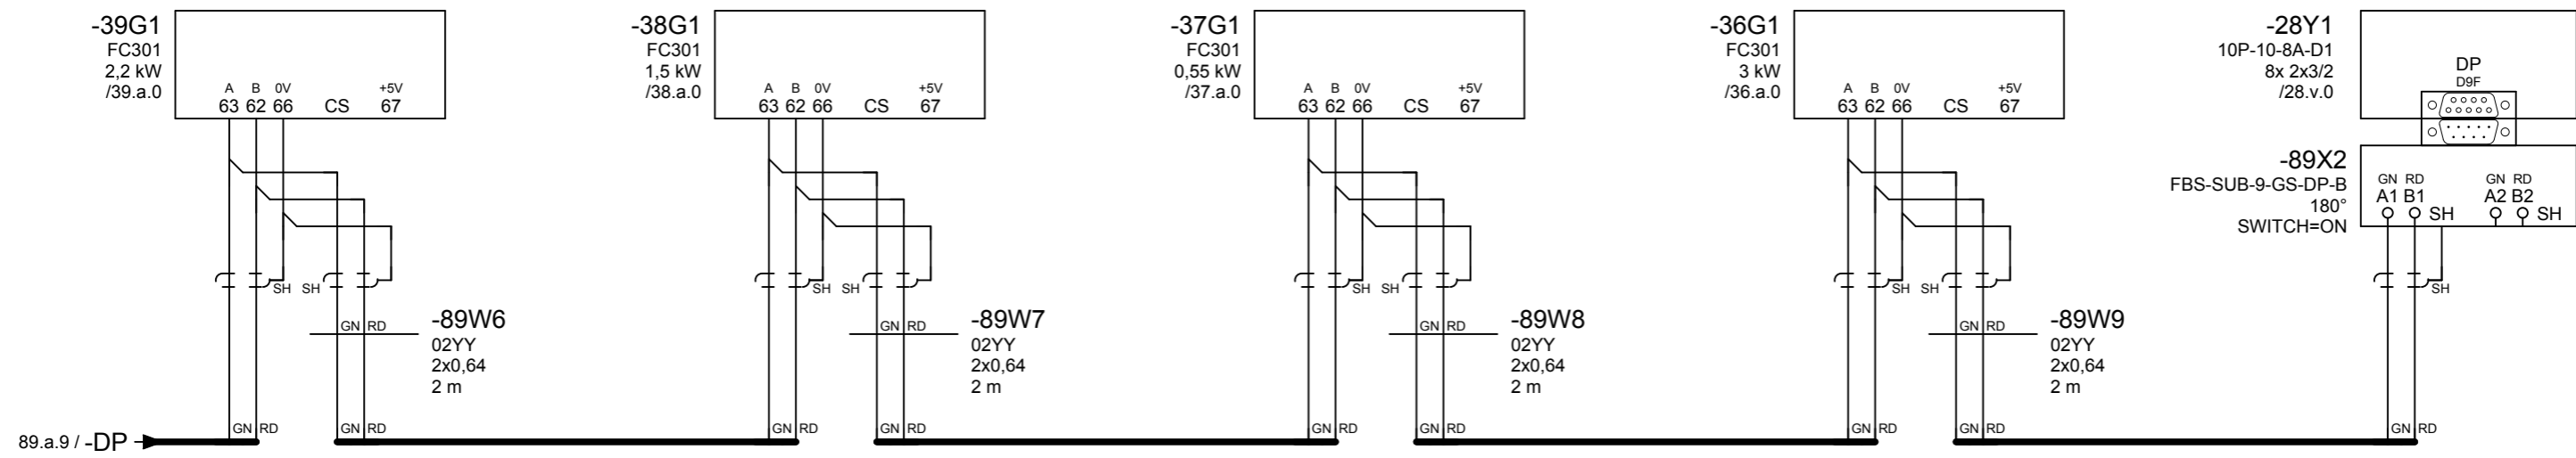 -39G1
FC301
2,2 kW
/39.a.0
A B 0V +5V
63 62 66 CS 67
-38G1
FC301
1,5 kW
/38.a.0
A B 0V +5V
63 62 66 CS 67
-37G1
FC301
0,55 kW
/37.a.0
A B 0V +5V
63 62 66 CS 67
-36G1
FC301
3 kW
/36.a.0
A B 0V +5V
63 62 66 CS 67
-28Y1
10P-10-8A-D1
8x 2x3/2
/28.v.0
DP
D9F
-89X2
FBS-SUB-9-GS-DP-B
180°
SWITCH=ON
GN RD GN RD
A1 B1 SH A2 B2 SH
SH SH
SH SH
SH SH
SH SH
SH
GN RD
-89W6
02YY
2x0,64
2 m
GN RD
-89W7
02YY
2x0,64
2 m
GN RD
-89W8
02YY
2x0,64
2 m
GN RD
-89W9
02YY
2x0,64
2 m
89.a.9 / -DP
GN RD GN RD GN RD GN RD GN RD GN RD GN RD GN RD GN RD